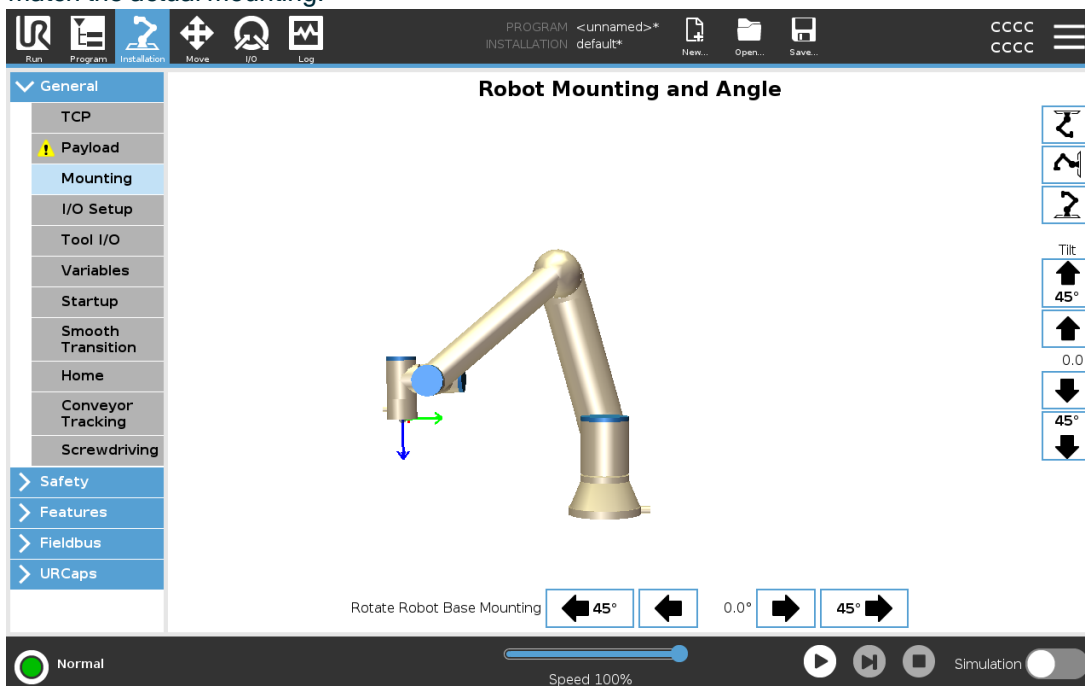 match the actual mounting.
PROGRAM <unnamed>*
INSTALLATION default*
CCCC
CCCC
Run
Program
Installation
Move
I/O
Log
New...
Open...
Save...
General
Robot Mounting and Angle
TCP
Payload
Mounting
I/O Setup
Tool I/O
Variables
Startup
Smooth
Transition
Home
Conveyor
Tracking
Screwdriving
Safety
Features
Fieldbus
URCaps
Tilt
45°
0.0
45°
Rotate Robot Base Mounting 45° 0.0° 45°
Normal
Speed 100%
Simulation